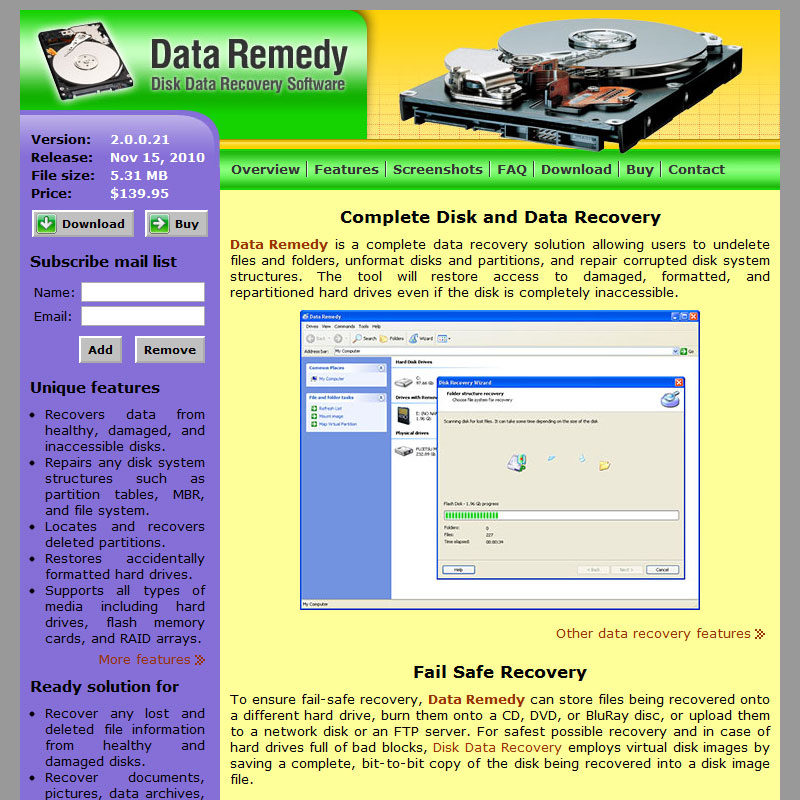 Data Remedy
Disk Data Recovery Software
Version: 2.0.0.21
Release: Nov 15, 2010
File size: 5.31 MB
Price: $139.95
Download Buy
Subscribe mail list
Name:
Email:
Add Remove
Unique features
• Recovers data from
healthy, damaged, and
inaccessible disks.
• Repairs any disk system
structures such as
partition tables, MBR,
and file system.
• Locates and recovers
deleted partitions.
• Restores accidentally
formatted hard drives.
• Supports all types of
media including hard
drives, flash memory
cards, and RAID arrays.
More features
Ready solution for
• Recover any lost and
deleted file information
from healthy and
damaged disks.
• Recover documents,
pictures, data archives,
Overview | Features | Screenshots | FAQ | Download | Buy | Contact
Complete Disk and Data Recovery
Data Remedy is a complete data recovery solution allowing users to undelete
files and folders, unformat disks and partitions, and repair corrupted disk system
structures. The tool will restore access to damaged, formatted, and
repartitioned hard drives even if the disk is completely inaccessible.
Data Remedy
Drives View Commands Tools Help
Back Search Folders Wizard
Address bar: My Computer Go
Common Places
My Computer
File and folder tasks
Refresh List
Mount image
Map Virtual Partition
Hard Disk Drives
C:
97.66 GB
Drives with Remov
E: (NO NAM
1.96 GB
Physical drives
FUJITSU M
232.89 GB
Disk Recovery Wizard
Folder structure recovery
Choose file system for recovery
Scanning disk for lost files. It can take some time depending on the size of the disk
Flash Disk - 1.96 Gb progress
Folders: 0
Files: 227
Time elapsed: 00:00:34
Help < Back Next > Cancel
My Computer
Other data recovery features
Fail Safe Recovery
To ensure fail-safe recovery, Data Remedy can store files being recovered onto
a different hard drive, burn them onto a CD, DVD, or BluRay disc, or upload them
to a network disk or an FTP server. For safest possible recovery and in case of
hard drives full of bad blocks, Disk Data Recovery employs virtual disk images by
saving a complete, bit-to-bit copy of the disk being recovered into a disk image
file.